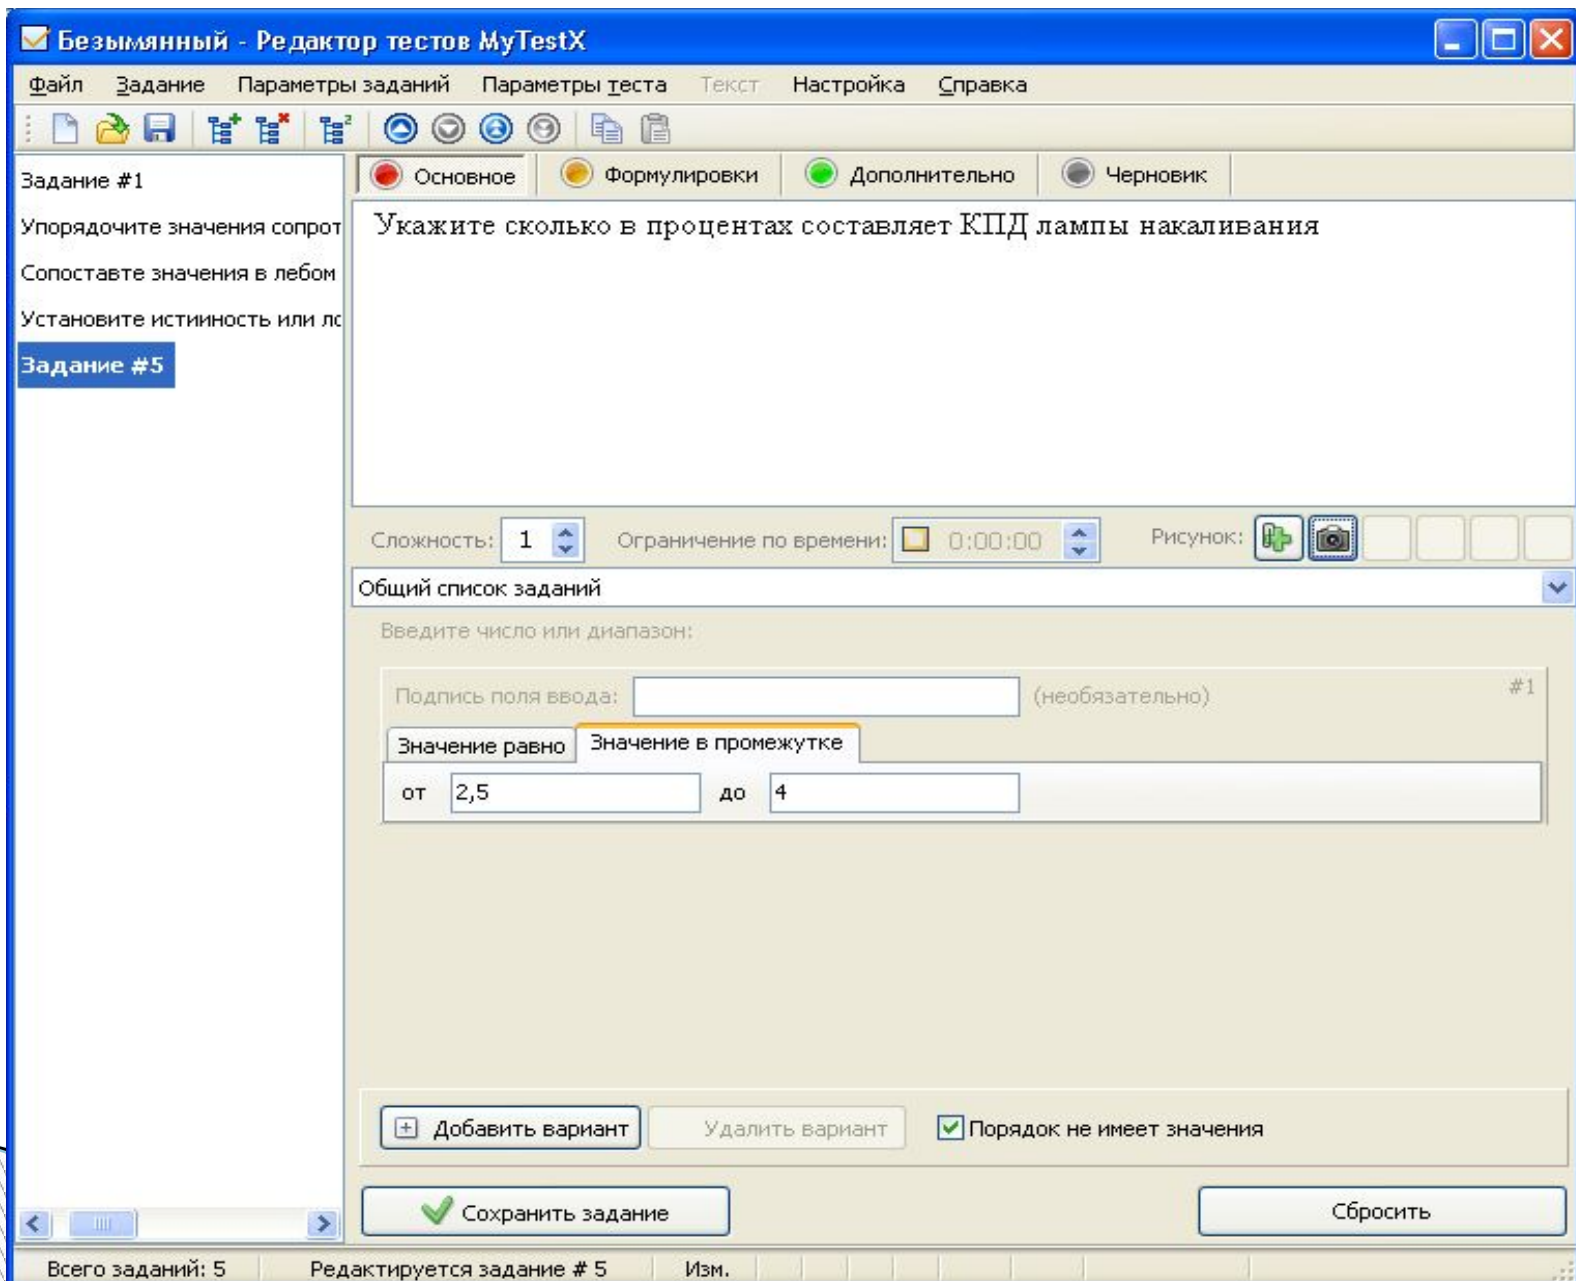 Безымянный - Редактор тестов MyTestX
Файл Задание Параметры заданий Параметры теста Текст Настройка Справка
Задание #1
Упорядочите значения сопрот
Сопоставте значения в лебом
Установите истииность или ло
Задание #5
Основное Формулировки Дополнительно Черновик
Укажите сколько в процентах составляет КПД лампы накаливания
Сложность: 1 Ограничение по времени: 0:00:00 Рисунок:
Общий список заданий
Введите число или диапазон:
Подпись поля ввода: (необязательно) #1
Значение равно Значение в промежутке
от 2,5 до 4
Добавить вариант Удалить вариант Порядок не имеет значения
Сохранить задание Сбросить
Всего заданий: 5 Редактируется задание # 5 Изм.